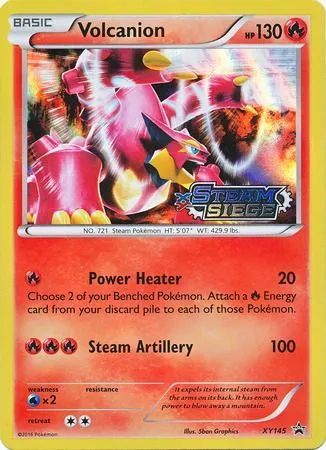 BASIC
Volcanion HP 130
STEAM
SIEGE
NO. 721 Steam Pokémon HT: 5'07" WT: 429.9 lbs.
Power Heater 20
Choose 2 of your Benched Pokémon. Attach a Energy
card from your discard pile to each of those Pokémon.
Steam Artillery 100
weakness resistance
×2
retreat
It expels its internal steam from
the arms on its back. It has enough
power to blow away a mountain.
Illus. 5ban Graphics XY145
©2016 Pokémon
PROMO